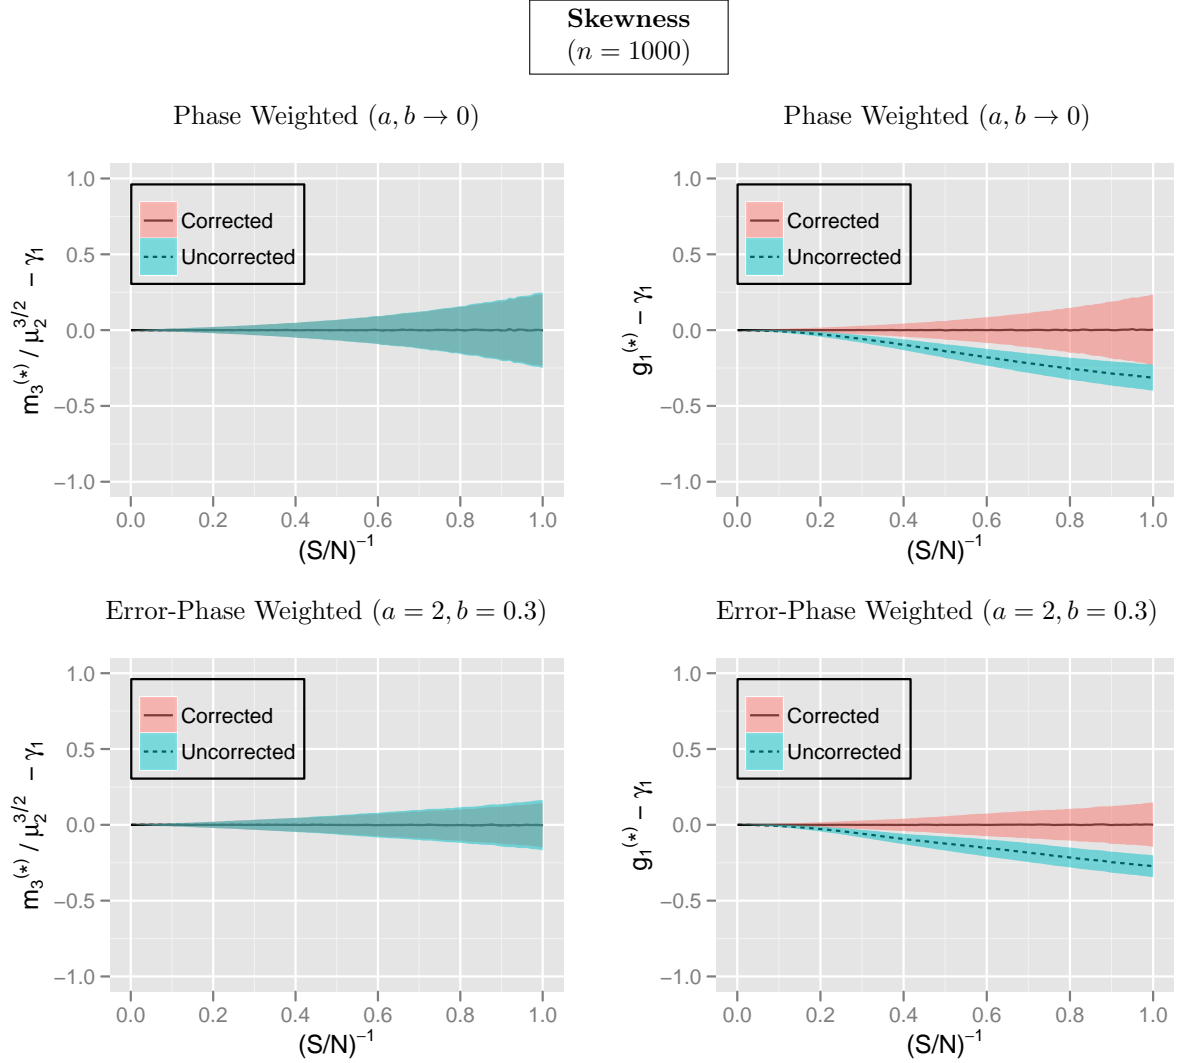 Skewness
(n = 1000)
Phase Weighted (a, b → 0)
1.0
0.5
0.0
−0.5
−1.0
m₃⁽*⁾ / μ₂^3/2 − γ₁
Corrected
Uncorrected
0.0 0.2 0.4 0.6 0.8 1.0
(S/N)⁻¹
Phase Weighted (a, b → 0)
1.0
0.5
0.0
−0.5
−1.0
g₁⁽*⁾ − γ₁
Corrected
Uncorrected
0.0 0.2 0.4 0.6 0.8 1.0
(S/N)⁻¹
Error-Phase Weighted (a = 2, b = 0.3)
1.0
0.5
0.0
−0.5
−1.0
m₃⁽*⁾ / μ₂^3/2 − γ₁
Corrected
Uncorrected
0.0 0.2 0.4 0.6 0.8 1.0
(S/N)⁻¹
Error-Phase Weighted (a = 2, b = 0.3)
1.0
0.5
0.0
−0.5
−1.0
g₁⁽*⁾ − γ₁
Corrected
Uncorrected
0.0 0.2 0.4 0.6 0.8 1.0
(S/N)⁻¹